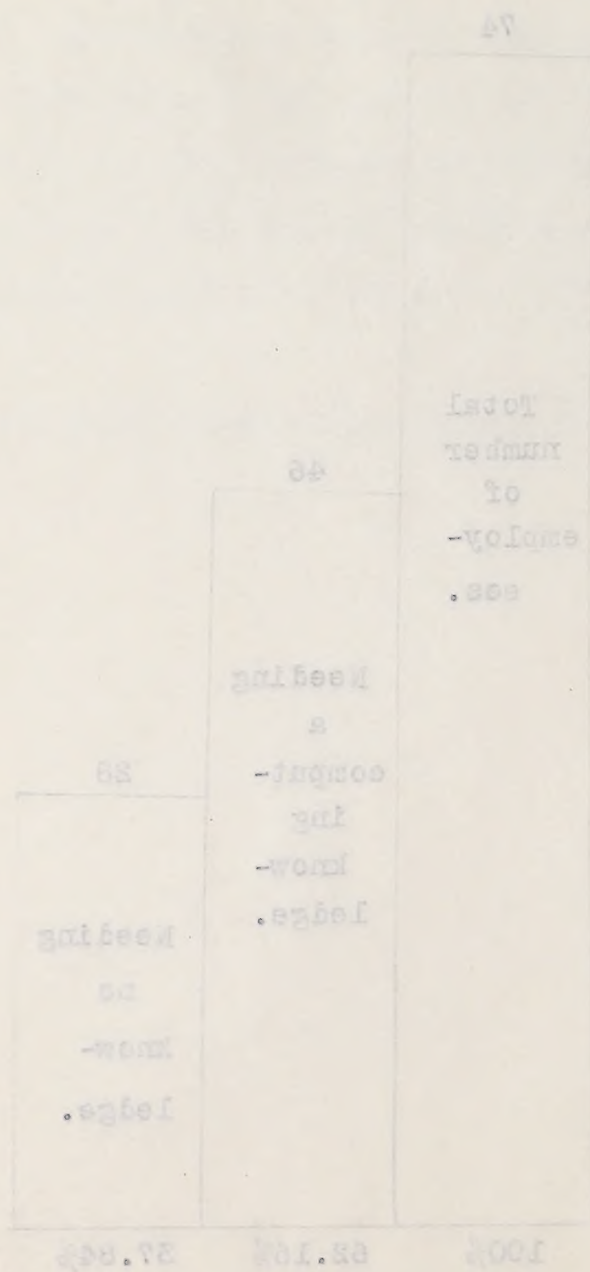 74
Total
number
of
employ-
ees.
46
Needing
a
comput-
ing
know-
ledge.
28
Needing
no
know-
ledge.
100%
62.16%
37.84%